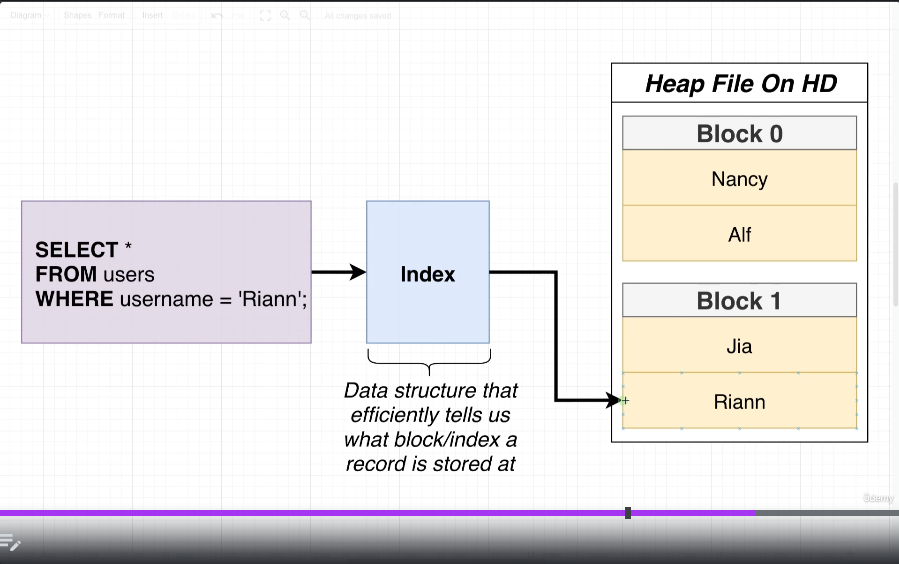 Diagram Shapes Format Insert
All changes saved
Heap File On HD
Block 0
Nancy
Alf
SELECT *
FROM users
WHERE username = 'Riann';
Index
Block 1
Jia
Riann
Data structure that
efficiently tells us
what block/index a
record is stored at
ûdemy